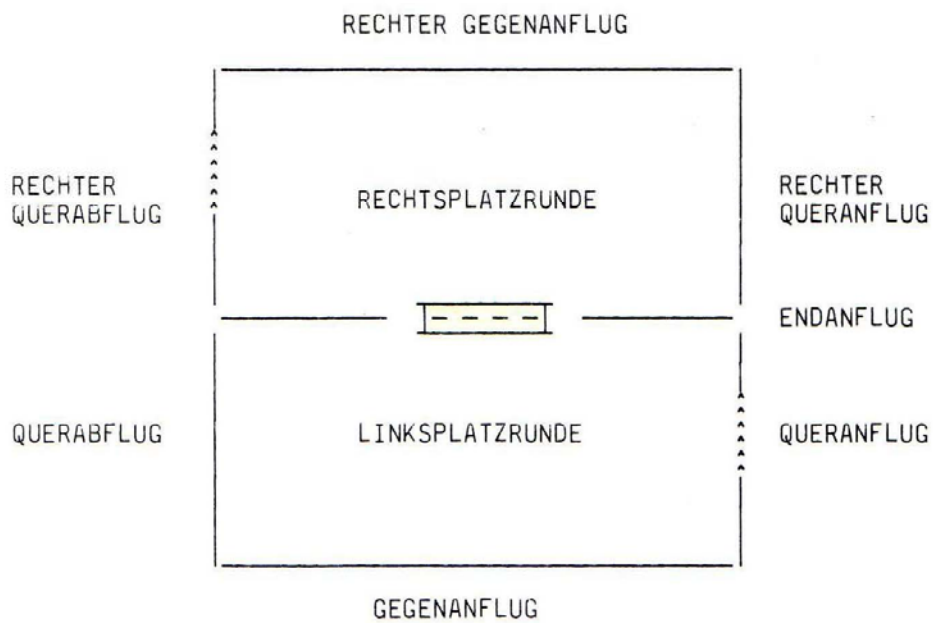 RECHTER GEGENANFLUG
RECHTER
QUERABFLUG
RECHTSPLATZRUNDE
RECHTER
QUERANFLUG
ENDANFLUG
QUERABFLUG
LINKSPLATZRUNDE
QUERANFLUG
GEGENANFLUG